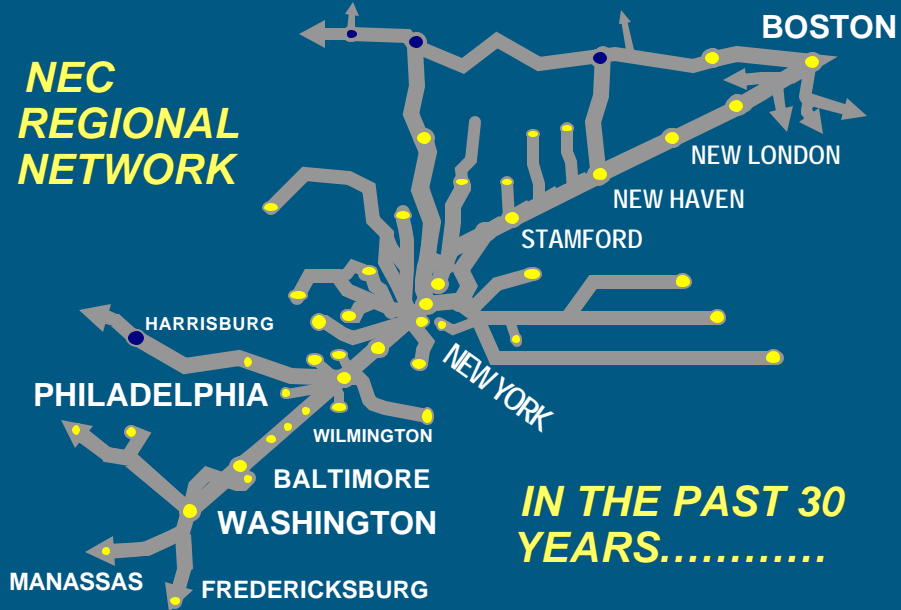 BOSTON
NEC
REGIONAL
NETWORK
NEW LONDON
NEW HAVEN
STAMFORD
HARRISBURG
NEW YORK
PHILADELPHIA
WILMINGTON
BALTIMORE
WASHINGTON
IN THE PAST 30
YEARS............
MANASSAS
FREDERICKSBURG